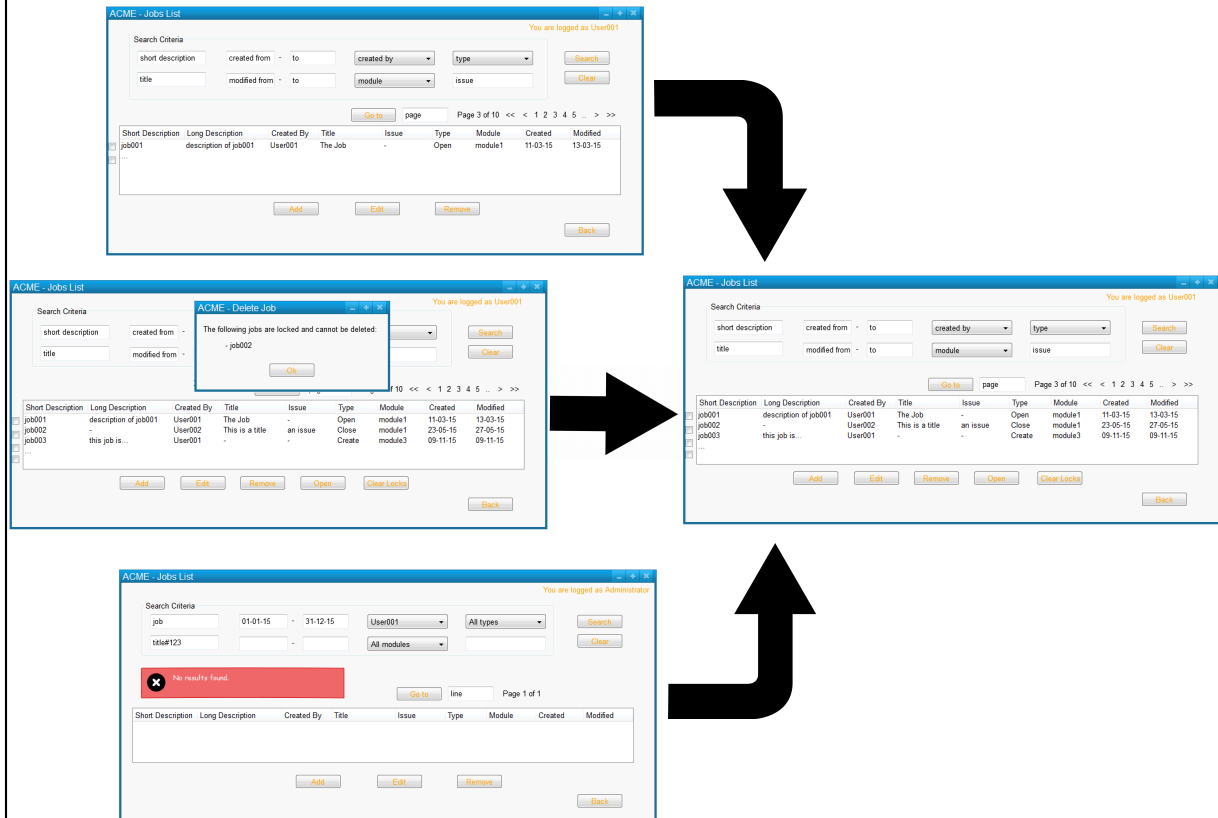 ACME - Jobs List
You are logged as User001
Search Criteria
short description created from - to created by type Search
title modified from - to module issue Clear
Go to page Page 3 of 10 << < 1 2 3 4 5 .. > >>
Short Description Long Description Created By Title Issue Type Module Created Modified
job001 description of job001 User001 The Job - Open module1 11-03-15 13-03-15
...
Add Edit Remove
Back
ACME - Jobs List
You are logged as User001
Search Criteria
short description created from - Search
title modified from - Clear
ACME - Delete Job
The following jobs are locked and cannot be deleted:
- job002
Ok
of 10 << < 1 2 3 4 5 .. > >>
Short Description Long Description Created By Title Issue Type Module Created Modified
job001 description of job001 User001 The Job - Open module1 11-03-15 13-03-15
job002 - User002 This is a title an issue Close module1 23-05-15 27-05-15
job003 this job is... User001 - - Create module3 09-11-15 09-11-15
...
Add Edit Remove Open Clear Locks
Back
ACME - Jobs List
You are logged as User001
Search Criteria
short description created from - to created by type Search
title modified from - to module issue Clear
Go to page Page 3 of 10 << < 1 2 3 4 5 .. > >>
Short Description Long Description Created By Title Issue Type Module Created Modified
job001 description of job001 User001 The Job - Open module1 11-03-15 13-03-15
job002 - User002 This is a title an issue Close module1 23-05-15 27-05-15
job003 this job is... User001 - - Create module3 09-11-15 09-11-15
...
Add Edit Remove Open Clear Locks
Back
ACME - Jobs List
You are logged as Administrator
Search Criteria
job 01-01-15 - 31-12-15 User001 All types Search
title#123 - All modules Clear
No results found.
Go to line Page 1 of 1
Short Description Long Description Created By Title Issue Type Module Created Modified
Add Edit Remove
Back